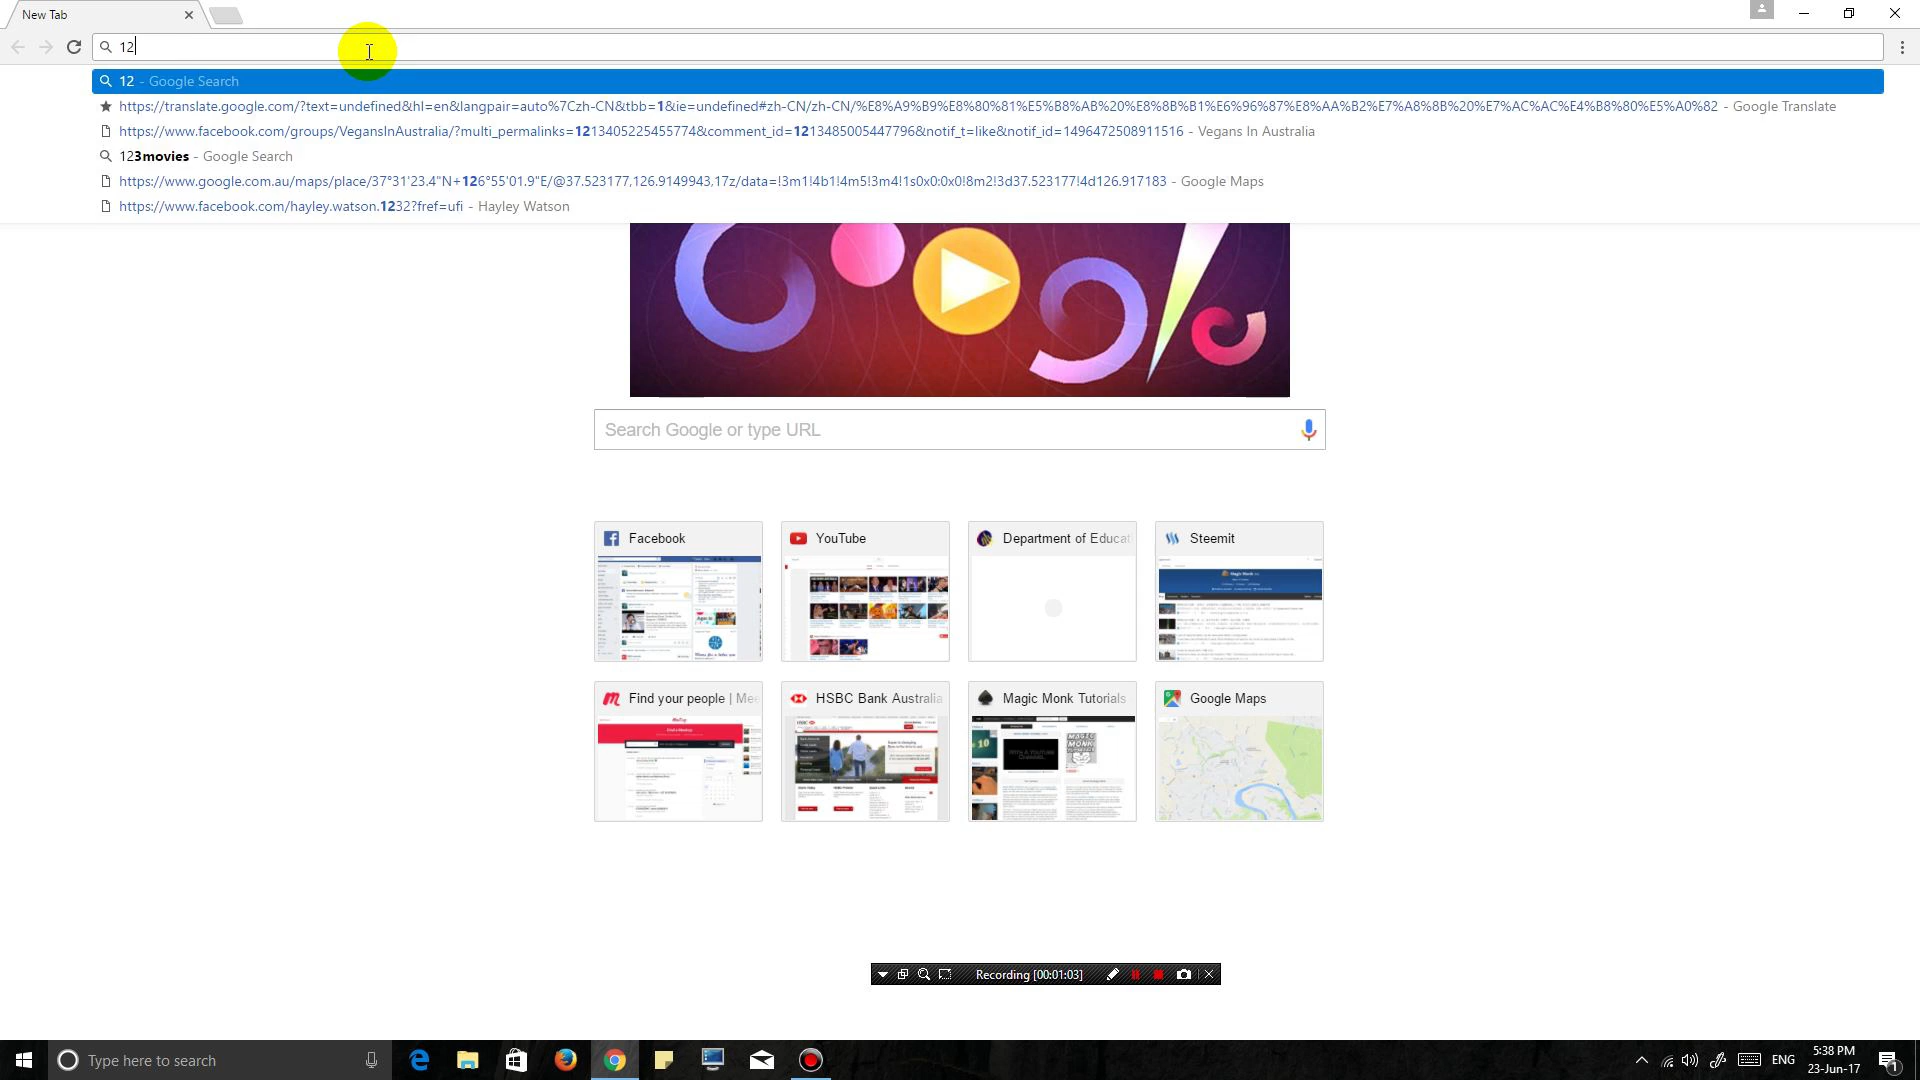 New Tab
12
12 - Google Search
https://translate.google.com/?text=undefined&hl=en&langpair=auto%7Czh-CN&tbb=1&ie=undefined#zh-CN/zh-CN/%E8%A9%B9%E8%80%81%E5%B8%AB%20%E8%8B%B1%E6%96%87%E8%AA%B2%E7%A8%8B%20%E7%AC%AC%E4%B8%80%E5%A0%82 - Google Translate
https://www.facebook.com/groups/VegansInAustralia/?multi_permalinks=1213405225455774&comment_id=1213485005447796&notif_t=like&notif_id=1496472508911516 - Vegans In Australia
123movies - Google Search
https://www.google.com.au/maps/place/37°31'23.4"N+126°55'01.9"E/@37.523177,126.9149943,17z/data=!3m1!4b1!4m5!3m4!1s0x0:0x0!8m2!3d37.523177!4d126.917183 - Google Maps
https://www.facebook.com/hayley.watson.1232?fref=ufi - Hayley Watson
Search Google or type URL
Facebook
YouTube
Department of Educat
Steemit
Find your people | Mee
HSBC Bank Australia
Magic Monk Tutorials
Google Maps
Recording [00:01:03]
Type here to search
ENG
5:38 PM
23-Jun-17
1